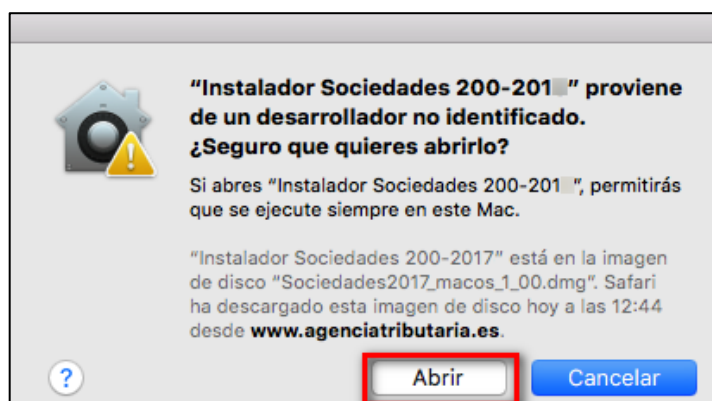 “Instalador Sociedades 200-201 ” proviene
de un desarrollador no identificado.
¿Seguro que quieres abrirlo?
Si abres “Instalador Sociedades 200-201 ”, permitirás
que se ejecute siempre en este Mac.
“Instalador Sociedades 200-2017” está en la imagen
de disco “Sociedades2017_macos_1_00.dmg”. Safari
ha descargado esta imagen de disco hoy a las 12:44
desde www.agenciatributaria.es.
? Abrir Cancelar